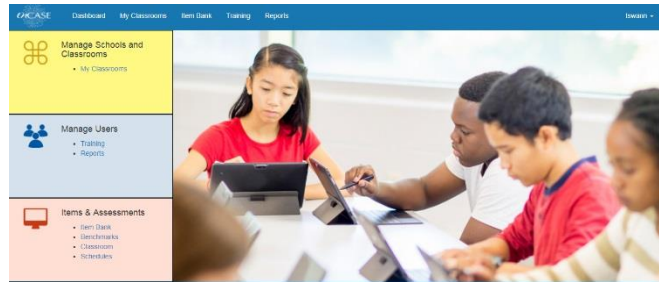 CASE Dashboard My Classrooms Item Bank Training Reports lswann
Manage Schools and
Classrooms
My Classrooms
Manage Users
Training
Reports
Items & Assessments
Item Bank
Benchmarks
Classroom
Schedules